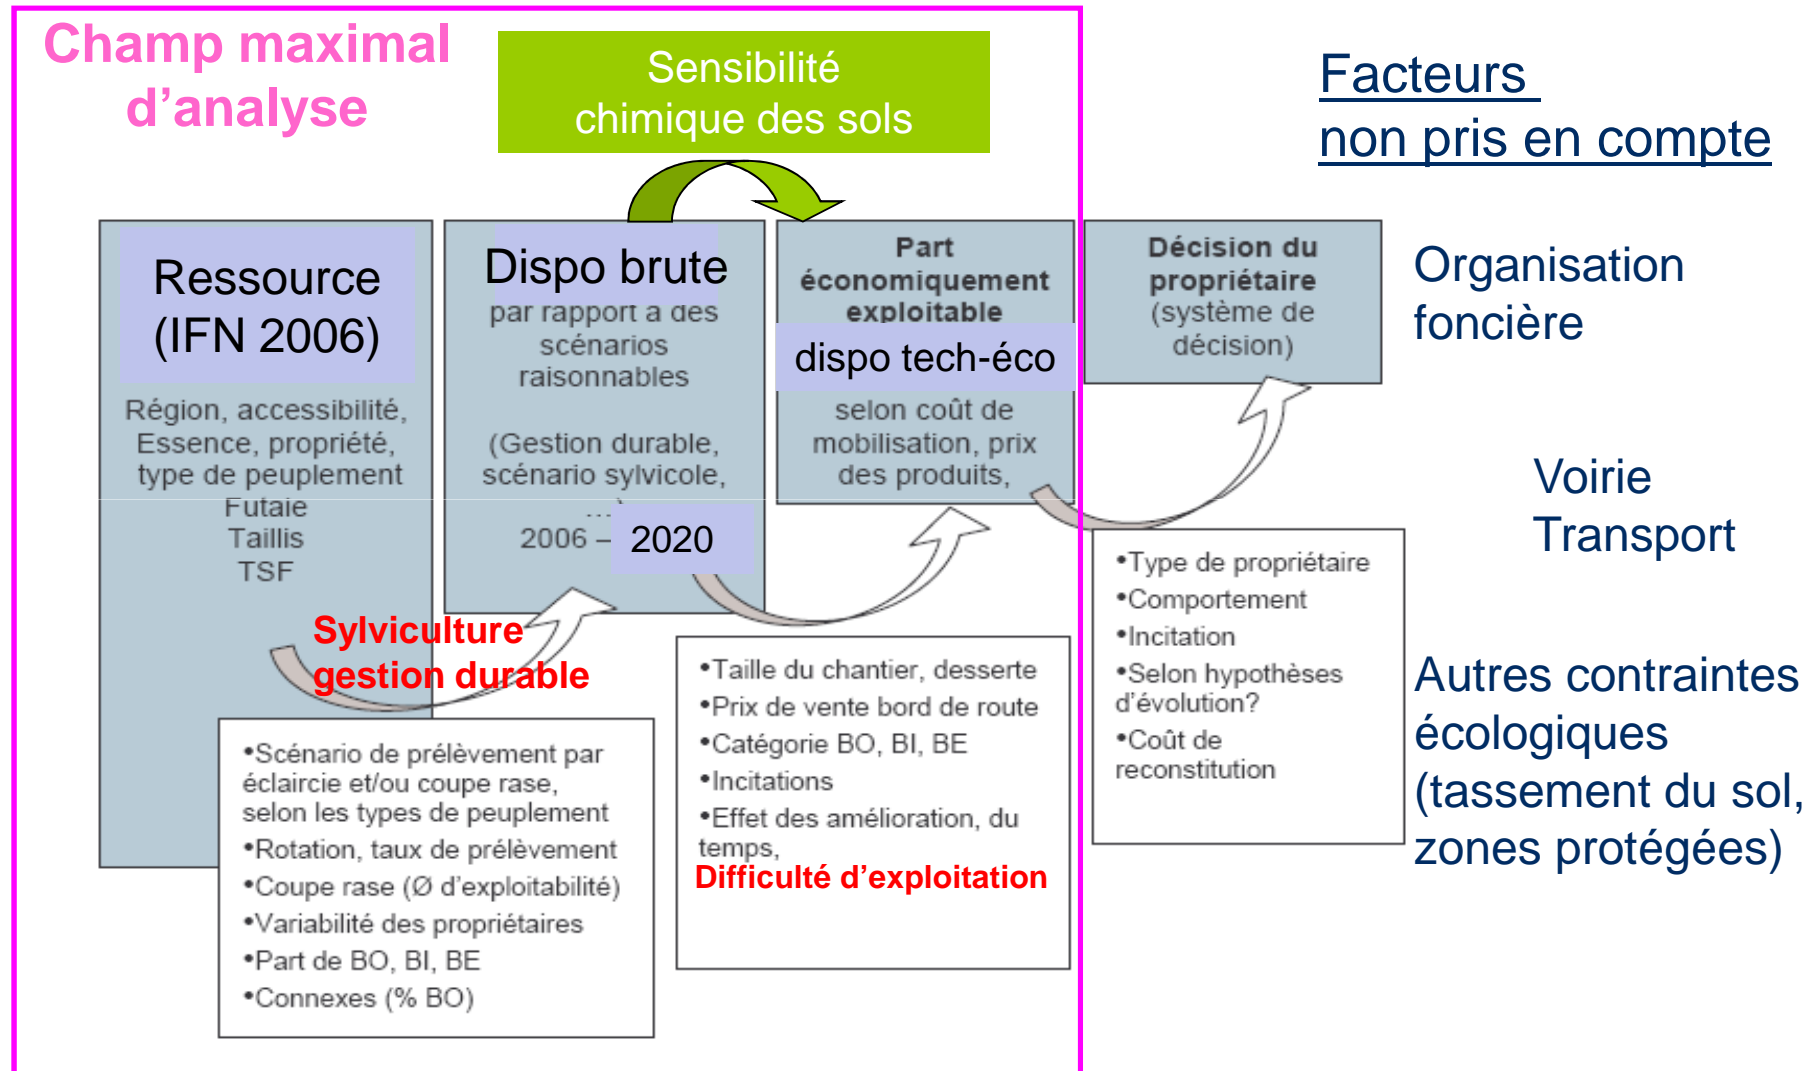 Champ maximal
d’analyse
Sensibilité
chimique des sols
Facteurs
non pris en compte
Ressource
(IFN 2006)
Région, accessibilité,
Essence, propriété,
type de peuplement
Futaie
Taillis
TSF
Dispo brute
par rapport à des
scénarios
raisonnables
(Gestion durable,
scénario sylvicole,
...)
2006 – 2020
Part
économiquement
exploitable
dispo tech-éco
selon coût de
mobilisation, prix
des produits,
Décision du
propriétaire
(système de
décision)
Organisation
foncière
Voirie
Transport
Autres contraintes
écologiques
(tassement du sol,
zones protégées)
Sylviculture
gestion durable
•Scénario de prélèvement par
éclaircie et/ou coupe rase,
selon les types de peuplement
•Rotation, taux de prélèvement
•Coupe rase (Ø d’exploitabilité)
•Variabilité des propriétaires
•Part de BO, BI, BE
•Connexes (% BO)
•Taille du chantier, desserte
•Prix de vente bord de route
•Catégorie BO, BI, BE
•Incitations
•Effet des amélioration, du
temps,
Difficulté d’exploitation
•Type de propriétaire
•Comportement
•Incitation
•Selon hypothèses
d’évolution?
•Coût de
reconstitution